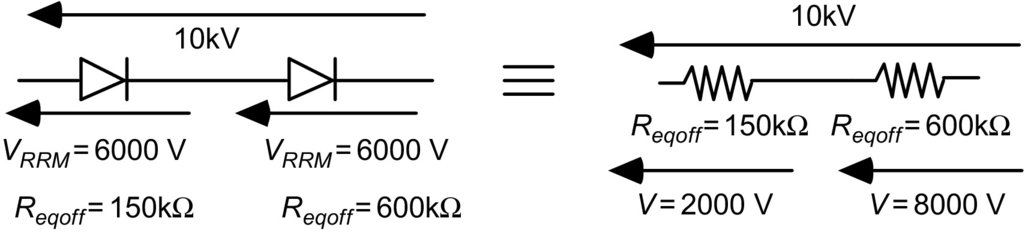 10kV
V_RRM = 6000 V
V_RRM = 6000 V
R_eqoff = 150kΩ
R_eqoff = 600kΩ
≡
10kV
R_eqoff = 150kΩ R_eqoff = 600kΩ
V = 2000 V
V = 8000 V